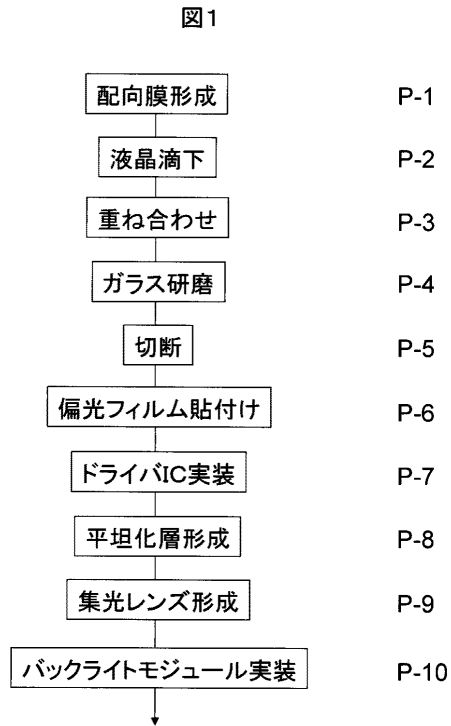 図1
配向膜形成 P-1
液晶滴下 P-2
重ね合わせ P-3
ガラス研磨 P-4
切断 P-5
偏光フィルム貼付け P-6
ドライバIC実装 P-7
平坦化層形成 P-8
集光レンズ形成 P-9
バックライトモジュール実装 P-10